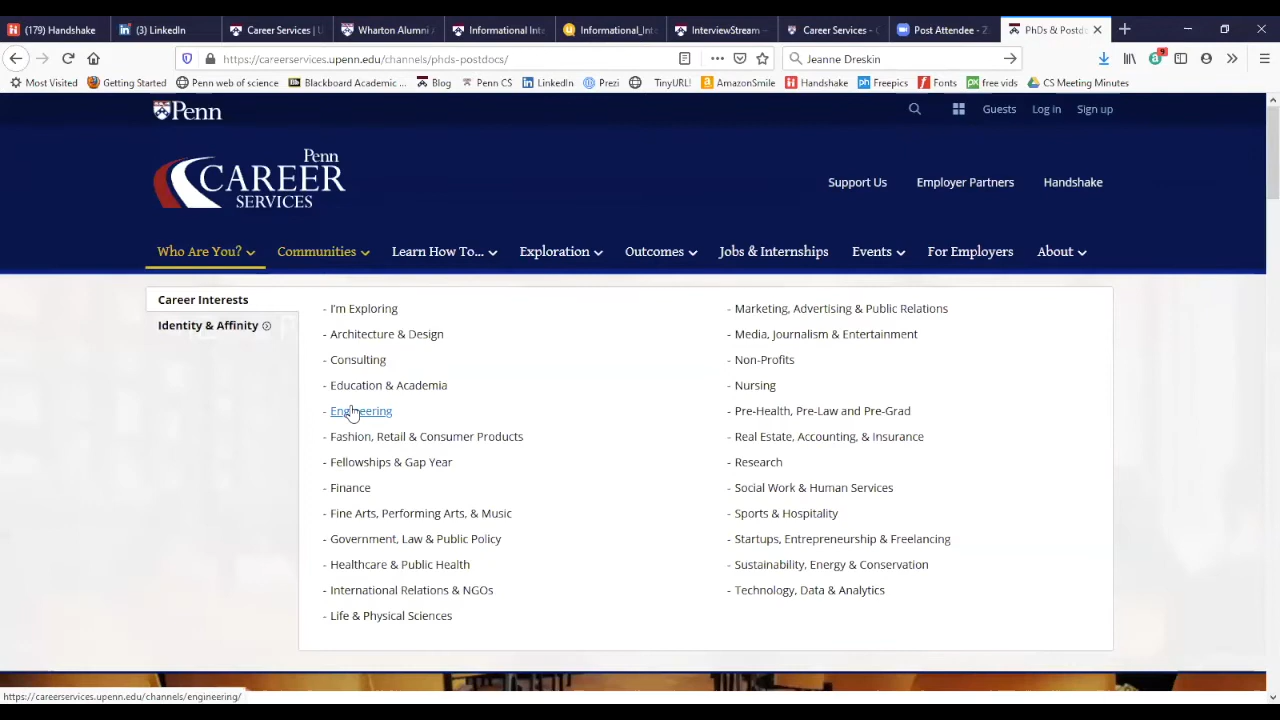 (179) Handshake
(3) LinkedIn
Career Services | U
Wharton Alumni
Informational Int
Informational_Int
InterviewStream
Career Services -
Post Attendee - Z
PhDs & Postdo
https://careerservices.upenn.edu/channels/phds-postdocs/
Jeanne Dreskin
9
Most Visited
Getting Started
Penn web of science
Blackboard Academic ...
Blog
Penn CS
LinkedIn
Prezi
TinyURL!
AmazonSmile
Handshake
Freepics
Fonts
free vids
CS Meeting Minutes
Penn
Guests
Log in
Sign up
Penn
CAREER
SERVICES
Support Us
Employer Partners
Handshake
Who Are You?
Communities
Learn How To...
Exploration
Outcomes
Jobs & Internships
Events
For Employers
About
Career Interests
Identity & Affinity
- I'm Exploring
- Architecture & Design
- Consulting
- Education & Academia
- Engineering
- Fashion, Retail & Consumer Products
- Fellowships & Gap Year
- Finance
- Fine Arts, Performing Arts, & Music
- Government, Law & Public Policy
- Healthcare & Public Health
- International Relations & NGOs
- Life & Physical Sciences
- Marketing, Advertising & Public Relations
- Media, Journalism & Entertainment
- Non-Profits
- Nursing
- Pre-Health, Pre-Law and Pre-Grad
- Real Estate, Accounting, & Insurance
- Research
- Social Work & Human Services
- Sports & Hospitality
- Startups, Entrepreneurship & Freelancing
- Sustainability, Energy & Conservation
- Technology, Data & Analytics
https://careerservices.upenn.edu/channels/engineering/